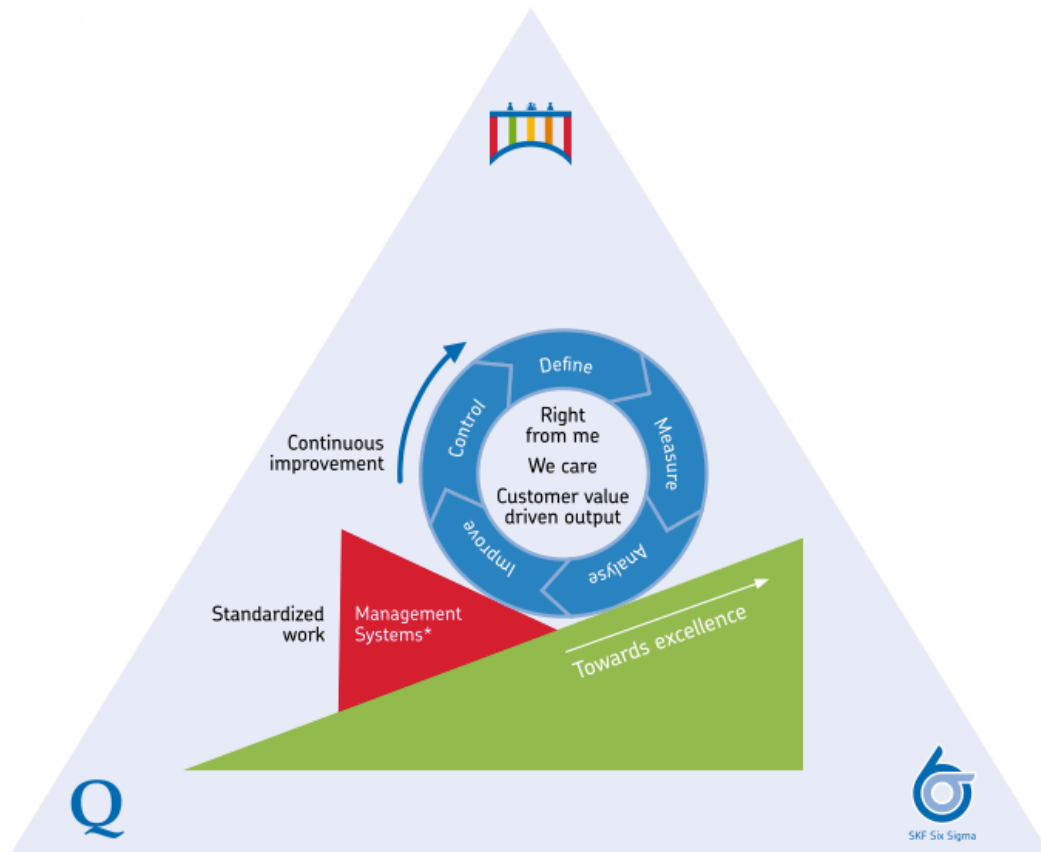 Define
Measure
Analyse
Improve
Control
Right
from me
We care
Customer value
driven output
Continuous
improvement
Standardized
work
Management
Systems*
Towards excellence
Q
SKF Six Sigma